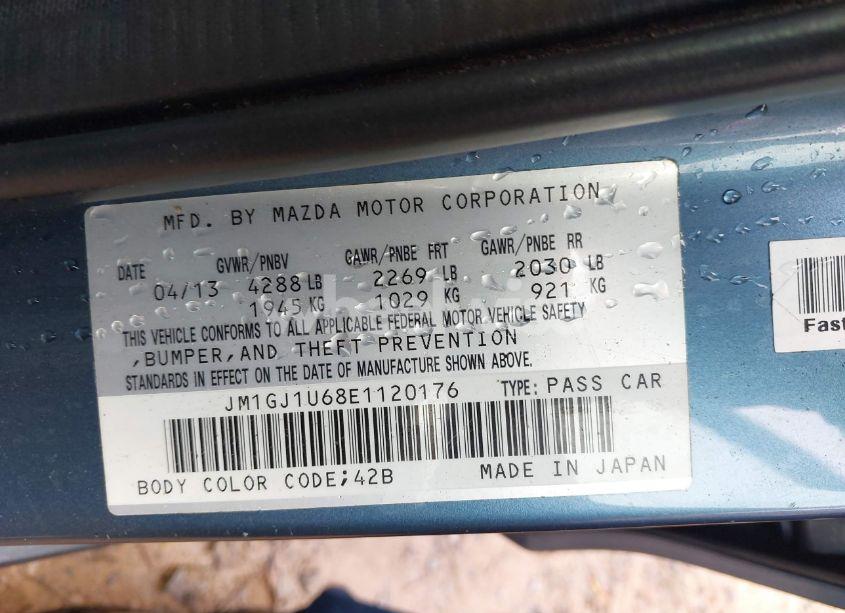 MFD. BY MAZDA MOTOR CORPORATION
DATE GVWR/PNBV GAWR/PNBE FRT GAWR/PNBE RR
04/13 4288 LB 2269 LB 2030 LB
1945 KG 1029 KG 921 KG
THIS VEHICLE CONFORMS TO ALL APPLICABLE FEDERAL MOTOR VEHICLE SAFETY
,BUMPER,AND THEFT PREVENTION
STANDARDS IN EFFECT ON THE DATE OF MANUFACTURE SHOWN ABOVE.
JM1GJ1U68E1120176 TYPE: PASS CAR
BODY COLOR CODE;42B MADE IN JAPAN
Fast